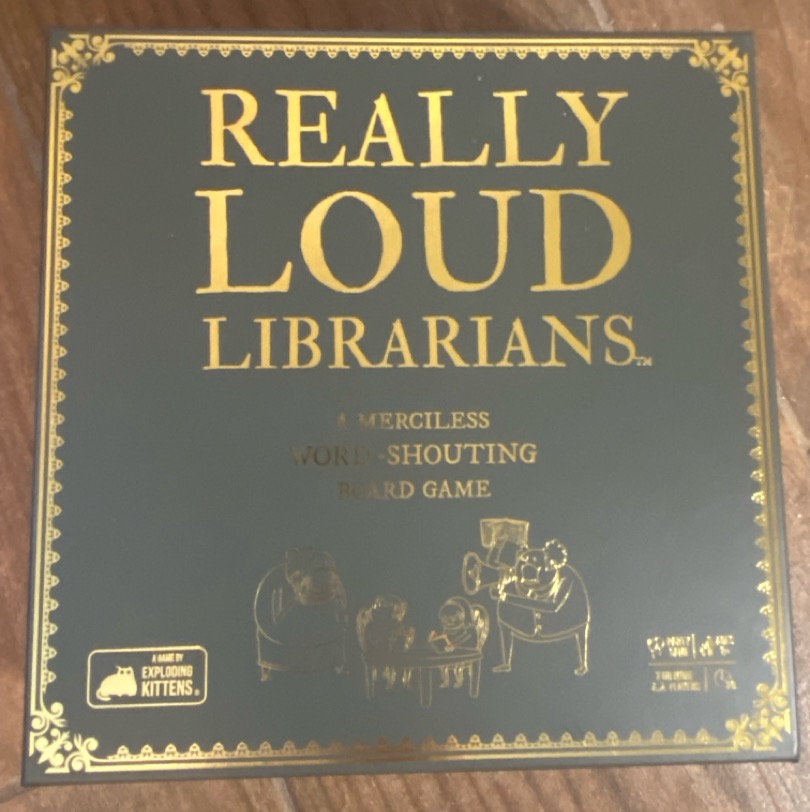 REALLY
LOUD
LIBRARIANS™
A MERCILESS
WORD-SHOUTING
BOARD GAME
A GAME BY
EXPLODING
KITTENS®